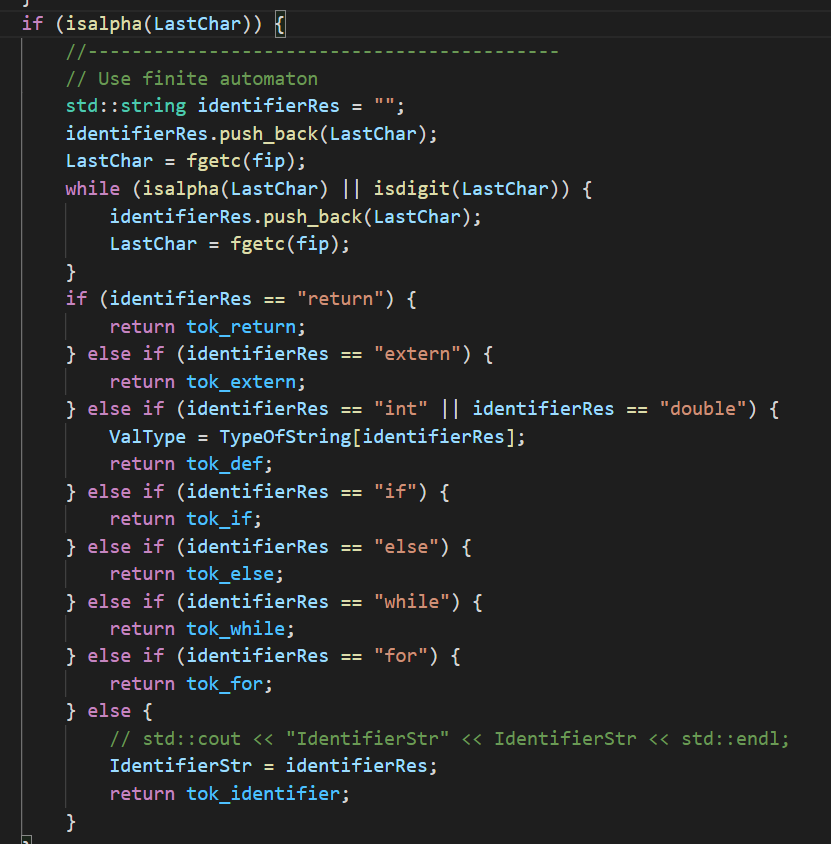 }
if (isalpha(LastChar)) {
    //-------------------------------------------
    // Use finite automaton
    std::string identifierRes = "";
    identifierRes.push_back(LastChar);
    LastChar = fgetc(fip);
    while (isalpha(LastChar) || isdigit(LastChar)) {
        identifierRes.push_back(LastChar);
        LastChar = fgetc(fip);
    }
    if (identifierRes == "return") {
        return tok_return;
    } else if (identifierRes == "extern") {
        return tok_extern;
    } else if (identifierRes == "int" || identifierRes == "double") {
        ValType = TypeOfString[identifierRes];
        return tok_def;
    } else if (identifierRes == "if") {
        return tok_if;
    } else if (identifierRes == "else") {
        return tok_else;
    } else if (identifierRes == "while") {
        return tok_while;
    } else if (identifierRes == "for") {
        return tok_for;
    } else {
        // std::cout << "IdentifierStr" << IdentifierStr << std::endl;
        IdentifierStr = identifierRes;
        return tok_identifier;
    }
}